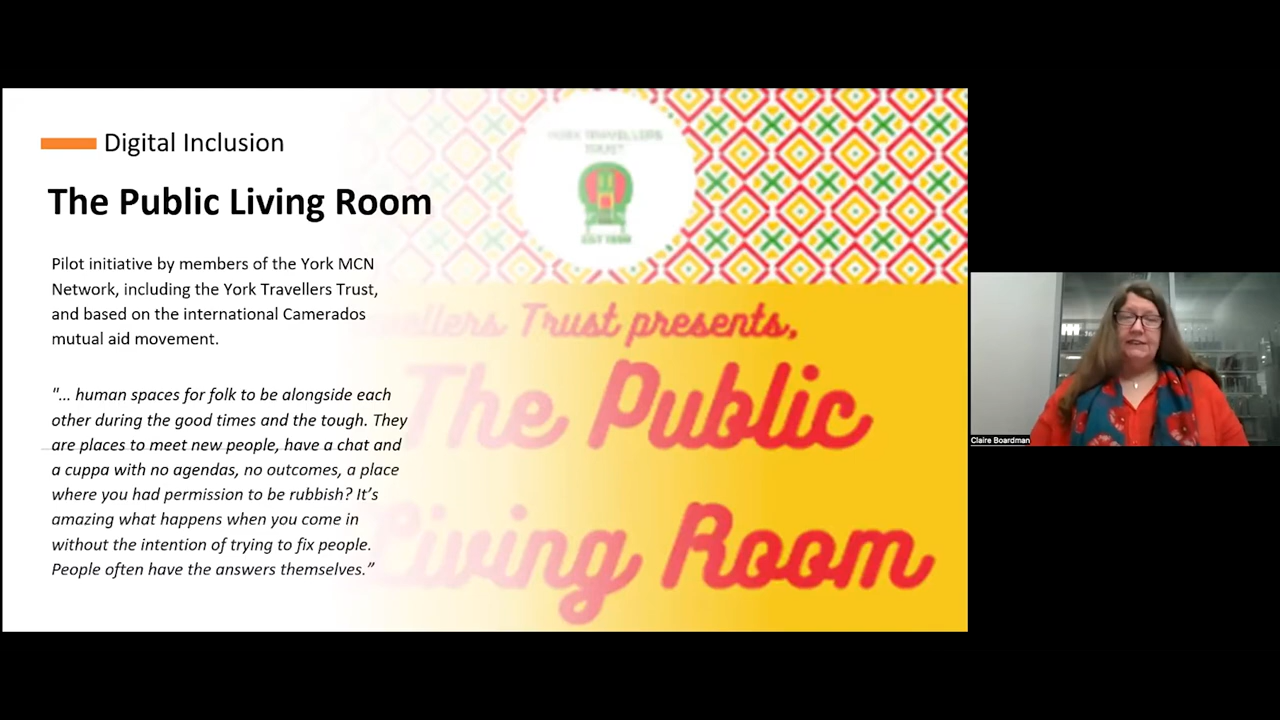 Digital Inclusion
The Public Living Room
Pilot initiative by members of the York MCN
Network, including the York Travellers Trust,
and based on the international Camerados
mutual aid movement.
"... human spaces for folk to be alongside each
other during the good times and the tough. They
are places to meet new people, have a chat and
a cuppa with no agendas, no outcomes, a place
where you had permission to be rubbish? It's
amazing what happens when you come in
without the intention of trying to fix people.
People often have the answers themselves.”
YORK TRAVELLERS
TRUST
Trust presents,
The Public
Living Room
Claire Boardman